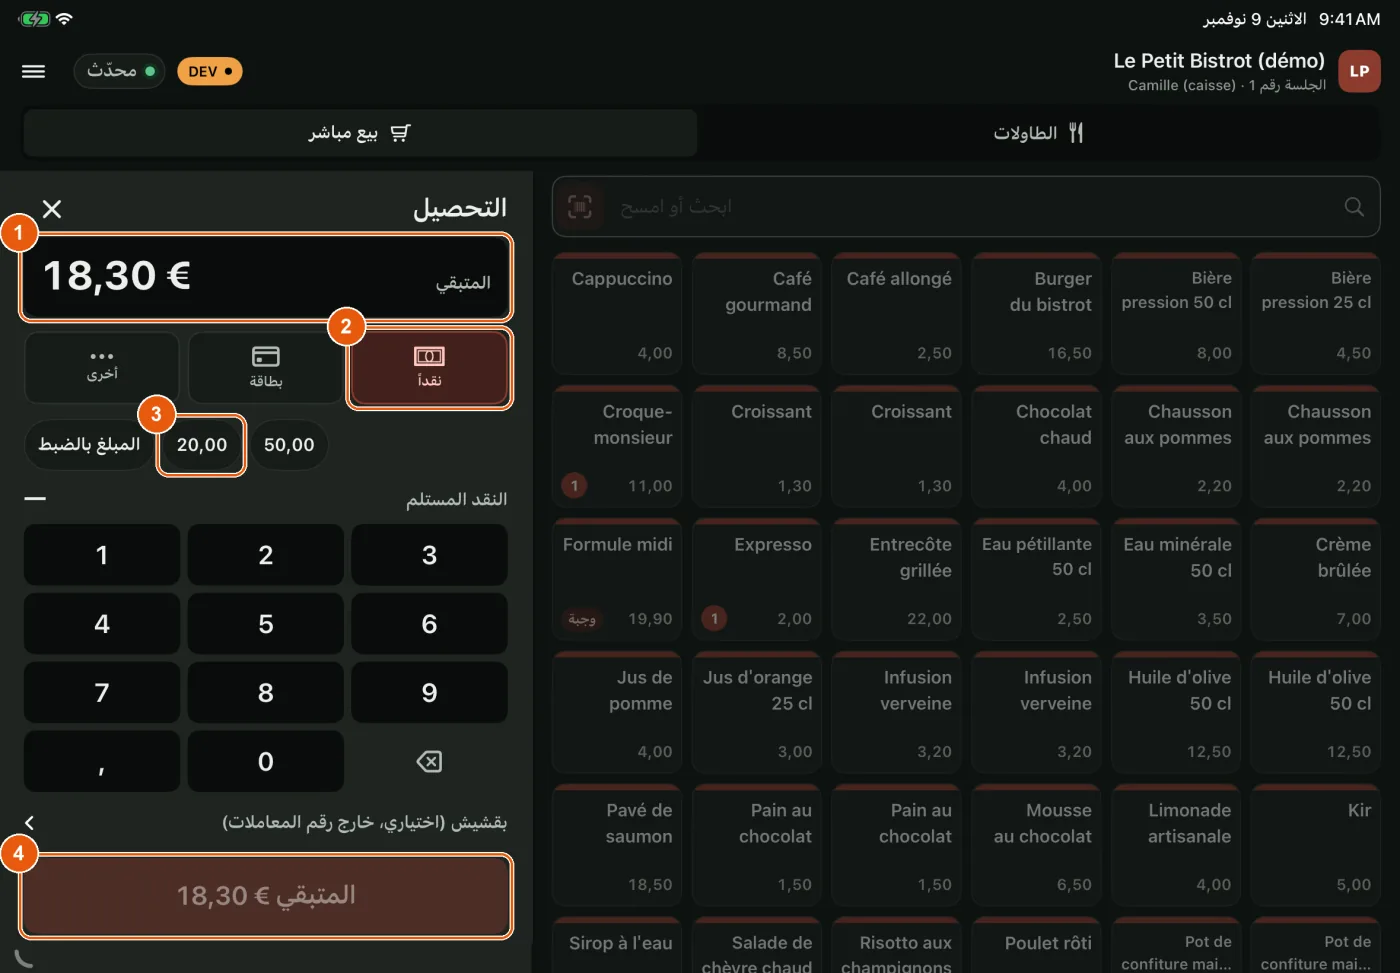 9:41AM الاثنين 9 نوفمبر
Le Petit Bistrot (démo)
الجلسة رقم 1 · Camille (caisse)
LP
DEV
محدّث
الطاولات
بيع مباشر
التحصيل
1
المتبقي
18,30 €
2
نقداً
بطاقة
أخرى
3
50,00
20,00
المبلغ بالضبط
النقد المستلم
—
1 2 3
4 5 6
7 8 9
, 0
بقشيش (اختياري، خارج رقم المعاملات)
4
المتبقي 18,30 €
ابحث أو امسح
Bière
pression 25 cl
4,50
Bière
pression 50 cl
8,00
Burger
du bistrot
16,50
Café allongé
2,50
Café
gourmand
8,50
Cappuccino
4,00
Chausson
aux pommes
2,20
Chausson
aux pommes
2,20
Chocolat
chaud
4,00
Croissant
1,30
Croissant
1,30
Croque-
monsieur
11,00
1
Crème
brûlée
7,00
Eau minérale
50 cl
3,50
Eau pétillante
50 cl
2,50
Entrecôte
grillée
22,00
Expresso
2,00
1
Formule midi
19,90
وجبة
Huile d'olive
50 cl
12,50
Huile d'olive
50 cl
12,50
Infusion
verveine
3,20
Infusion
verveine
3,20
Jus d'orange
25 cl
3,00
Jus de
pomme
4,00
Kir
5,00
Limonade
artisanale
4,00
Mousse
au chocolat
6,50
Pain au
chocolat
1,50
Pain au
chocolat
1,50
Pavé de
saumon
18,50
Pot de
confiture mai...
Pot de
confiture mai...
Poulet rôti
Risotto aux
champignons
Salade de
chèvre chaud
Sirop à l'eau